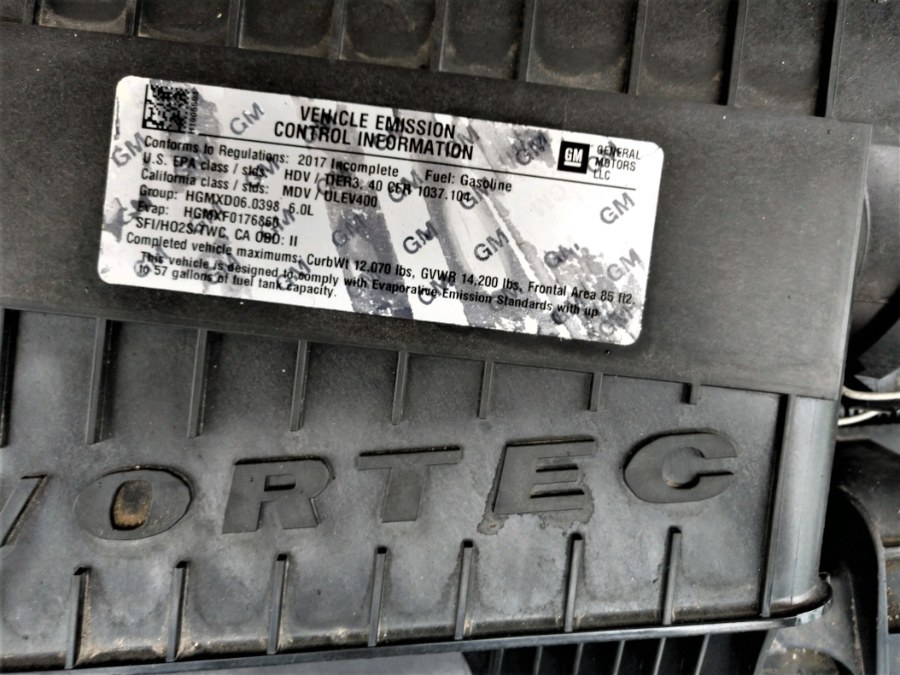 VEHICLE EMISSION
CONTROL INFORMATION
GM
GENERAL
MOTORS
LLC
Conforms to Regulations: 2017 Incomplete Fuel: Gasoline
U.S. EPA class / stds: HDV / TIER3, 40 CFR 1037.104
California class / stds: MDV / ULEV400
Group: HGMXD06.0398 6.0L
Evap: HGMXF0176868
SFI/HO2S/TWC, CA OBD: II
Completed vehicle maximums: CurbWt 12,070 lbs, GVWR 14,200 lbs, Frontal Area 85 ft2,
This vehicle is designed to comply with Evaporative Emission Standards with up
to 57 gallons of fuel tank capacity.
VORTEC